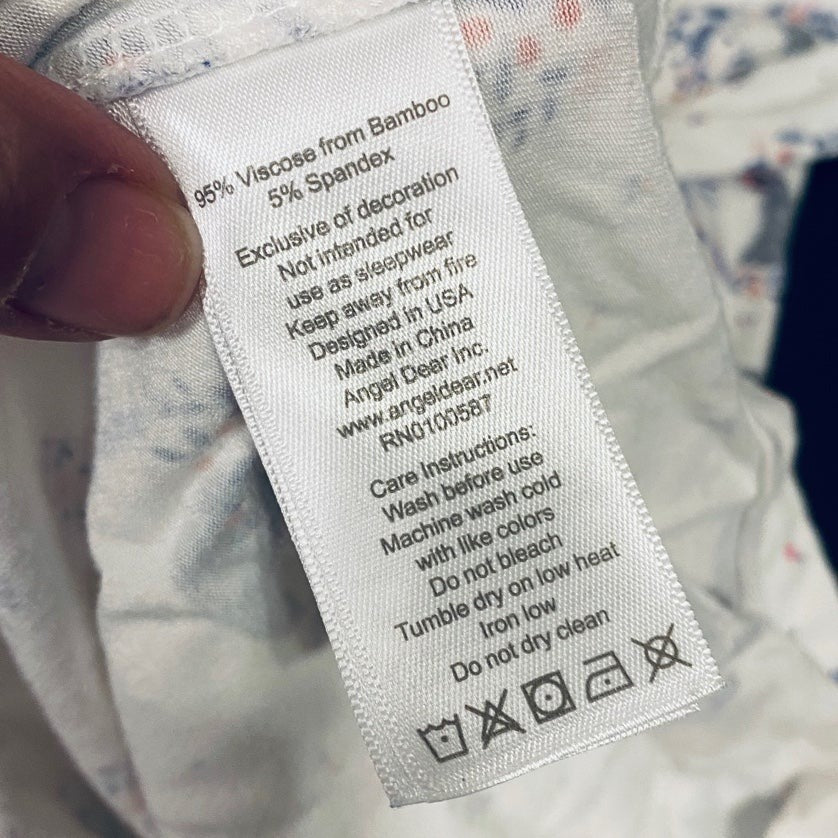 95% Viscose from Bamboo
5% Spandex
Exclusive of decoration
Not intended for
use as sleepwear
Keep away from fire
Designed in USA
Made in China
Angel Dear Inc.
www.angeldear.net
RN0100587
Care Instructions:
Wash before use
Machine wash cold
with like colors
Do not bleach
Tumble dry on low heat
Iron low
Do not dry clean